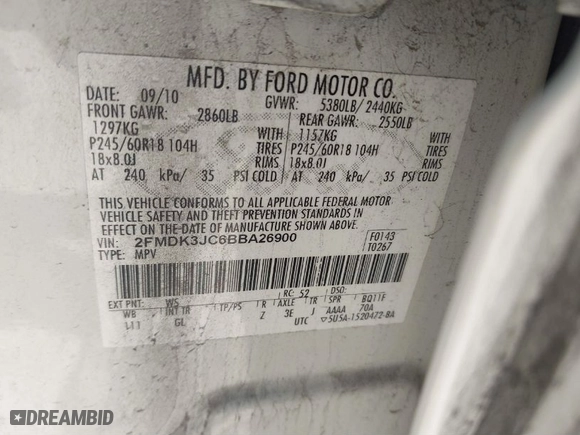 MFD. BY FORD MOTOR CO.
DATE: 09/10 GVWR: 5380LB/ 2440KG
FRONT GAWR: 2860LB REAR GAWR: 2550LB
1297KG WITH 1157KG WITH
P245/60R18 104H TIRES P245/60R18 104H TIRES
18x8.0J RIMS 18x8.0J RIMS
AT 240 kPa/ 35 PSI COLD AT 240 kPa/ 35 PSI COLD
THIS VEHICLE CONFORMS TO ALL APPLICABLE FEDERAL MOTOR
VEHICLE SAFETY AND BUMPER AND THEFT PREVENTION STANDARDS IN
EFFECT ON THE DATE OF MANUFACTURE SHOWN ABOVE.
VIN: 2FMDK3JC6BBA26900 F0143
TYPE: MPV T0267
EXT PNT: WS RC: 52 DSO:
WB INT TR TP/PS R AXLE TR SPR BQ11F
LIT GL Z 3E J AAAA 70A
UTC 5U5A-1520472-BA
DREAMBID